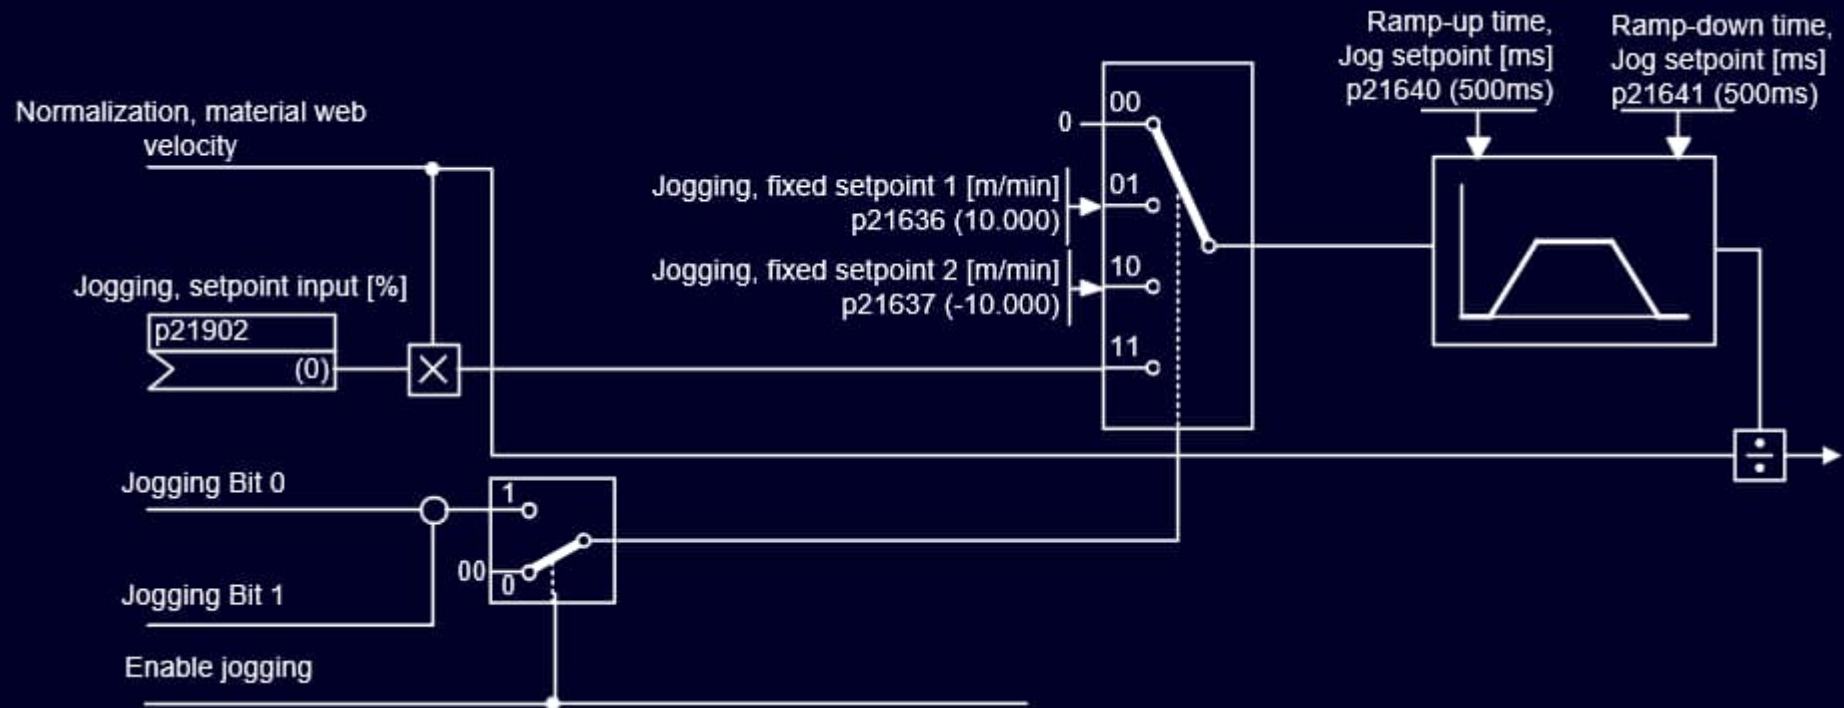 Ramp-up time,
Jog setpoint [ms]
p21640 (500ms)
Ramp-down time,
Jog setpoint [ms]
p21641 (500ms)
Normalization, material web
velocity
00
0
Jogging, fixed setpoint 1 [m/min]
p21636 (10.000)
01
Jogging, fixed setpoint 2 [m/min]
p21637 (-10.000)
10
Jogging, setpoint input [%]
p21902
(0)
11
Jogging Bit 0
1
00
0
Jogging Bit 1
Enable jogging